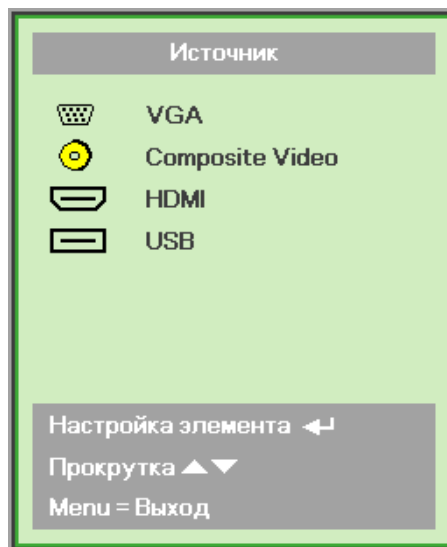 Источник
VGA
Composite Video
HDMI
USB
Настройка элемента
Прокрутка
Menu = Выход